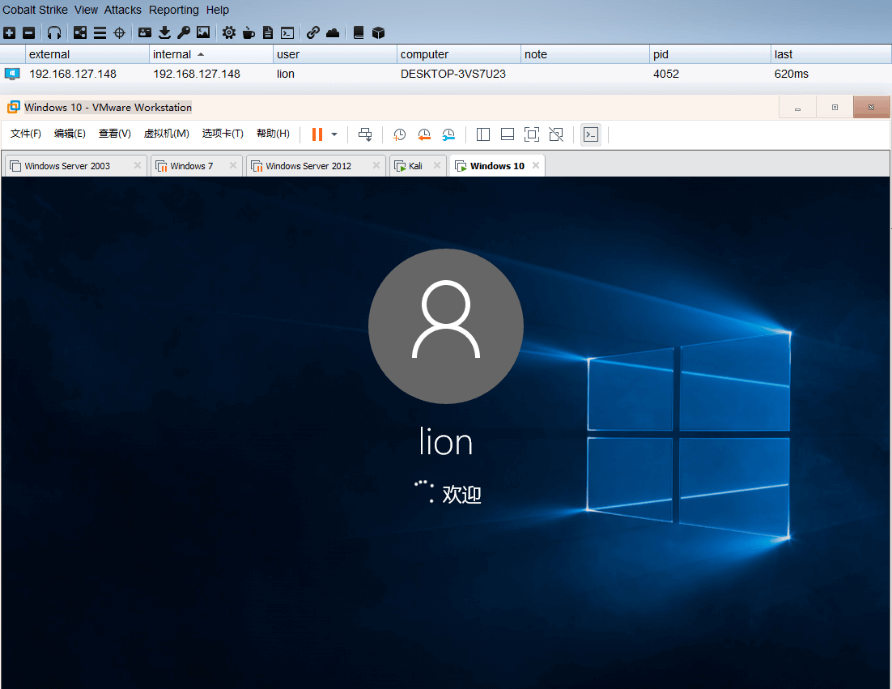 Cobalt Strike View Attacks Reporting Help
external internal user computer note pid last
192.168.127.148 192.168.127.148 lion DESKTOP-3VS7U23 4052 620ms
Windows 10 - VMware Workstation
文件(F) 编辑(E) 查看(V) 虚拟机(M) 选项卡(T) 帮助(H)
Windows Server 2003 Windows 7 Windows Server 2012 Kali Windows 10
lion
欢迎